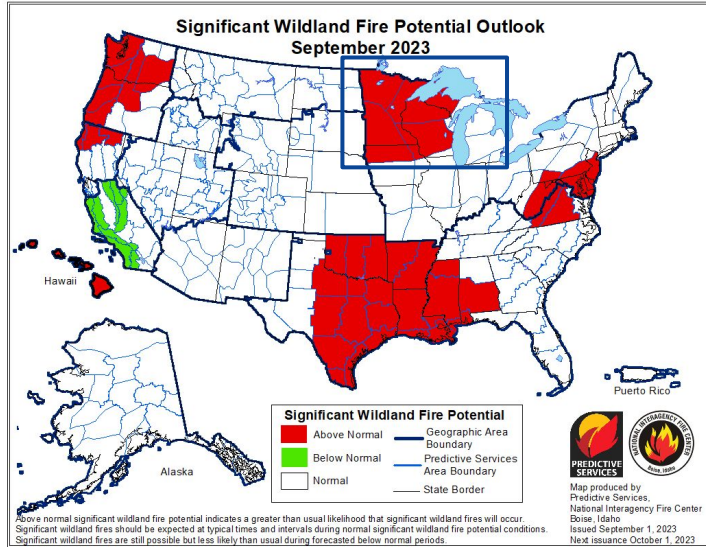 Significant Wildland Fire Potential Outlook
September 2023
Hawaii
Alaska
Puerto Rico
Significant Wildland Fire Potential
Above Normal
Below Normal
Normal
Geographic Area
Boundary
Predictive Services
Area Boundary
State Border
PREDICTIVE
SERVICES
NATIONAL INTERAGENCY FIRE CENTER
Boise, Idaho
Map produced by
Predictive Services,
National Interagency Fire Center
Boise, Idaho
Issued September 1, 2023
Next issuance October 1, 2023
Above normal significant wildland fire potential indicates a greater than usual likelihood that significant wildland fires will occur.
Significant wildland fires should be expected at typical times and intervals during normal significant wildland fire potential conditions.
Significant wildland fires are still possible but less likely than usual during forecasted below normal periods.